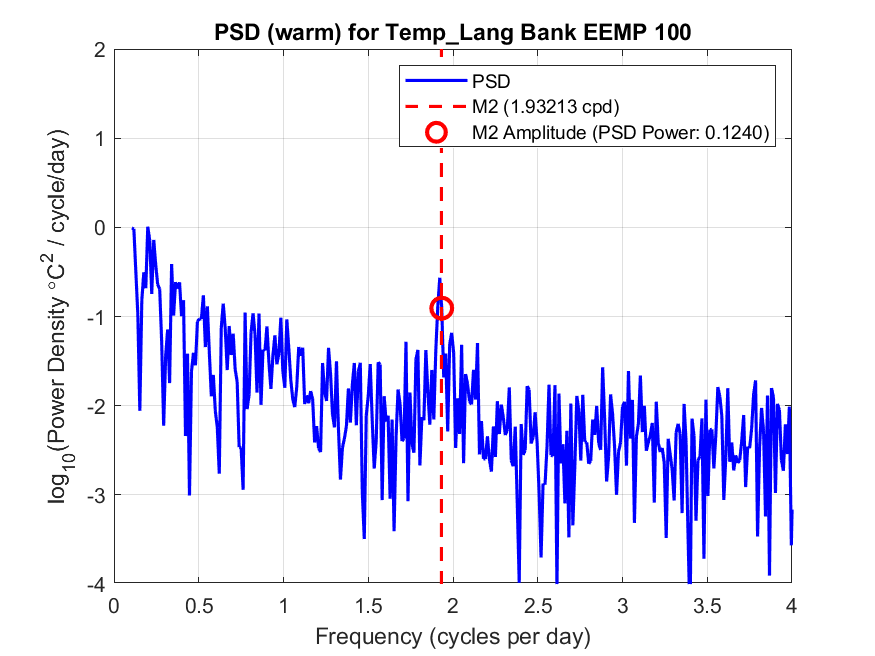 PSD (warm) for Temp_Lang Bank EEMP 100
PSD
M2 (1.93213 cpd)
M2 Amplitude (PSD Power: 0.1240)
log10(Power Density °C2 / cycle/day)
2
1
0
-1
-2
-3
-4
0 0.5 1 1.5 2 2.5 3 3.5 4
Frequency (cycles per day)